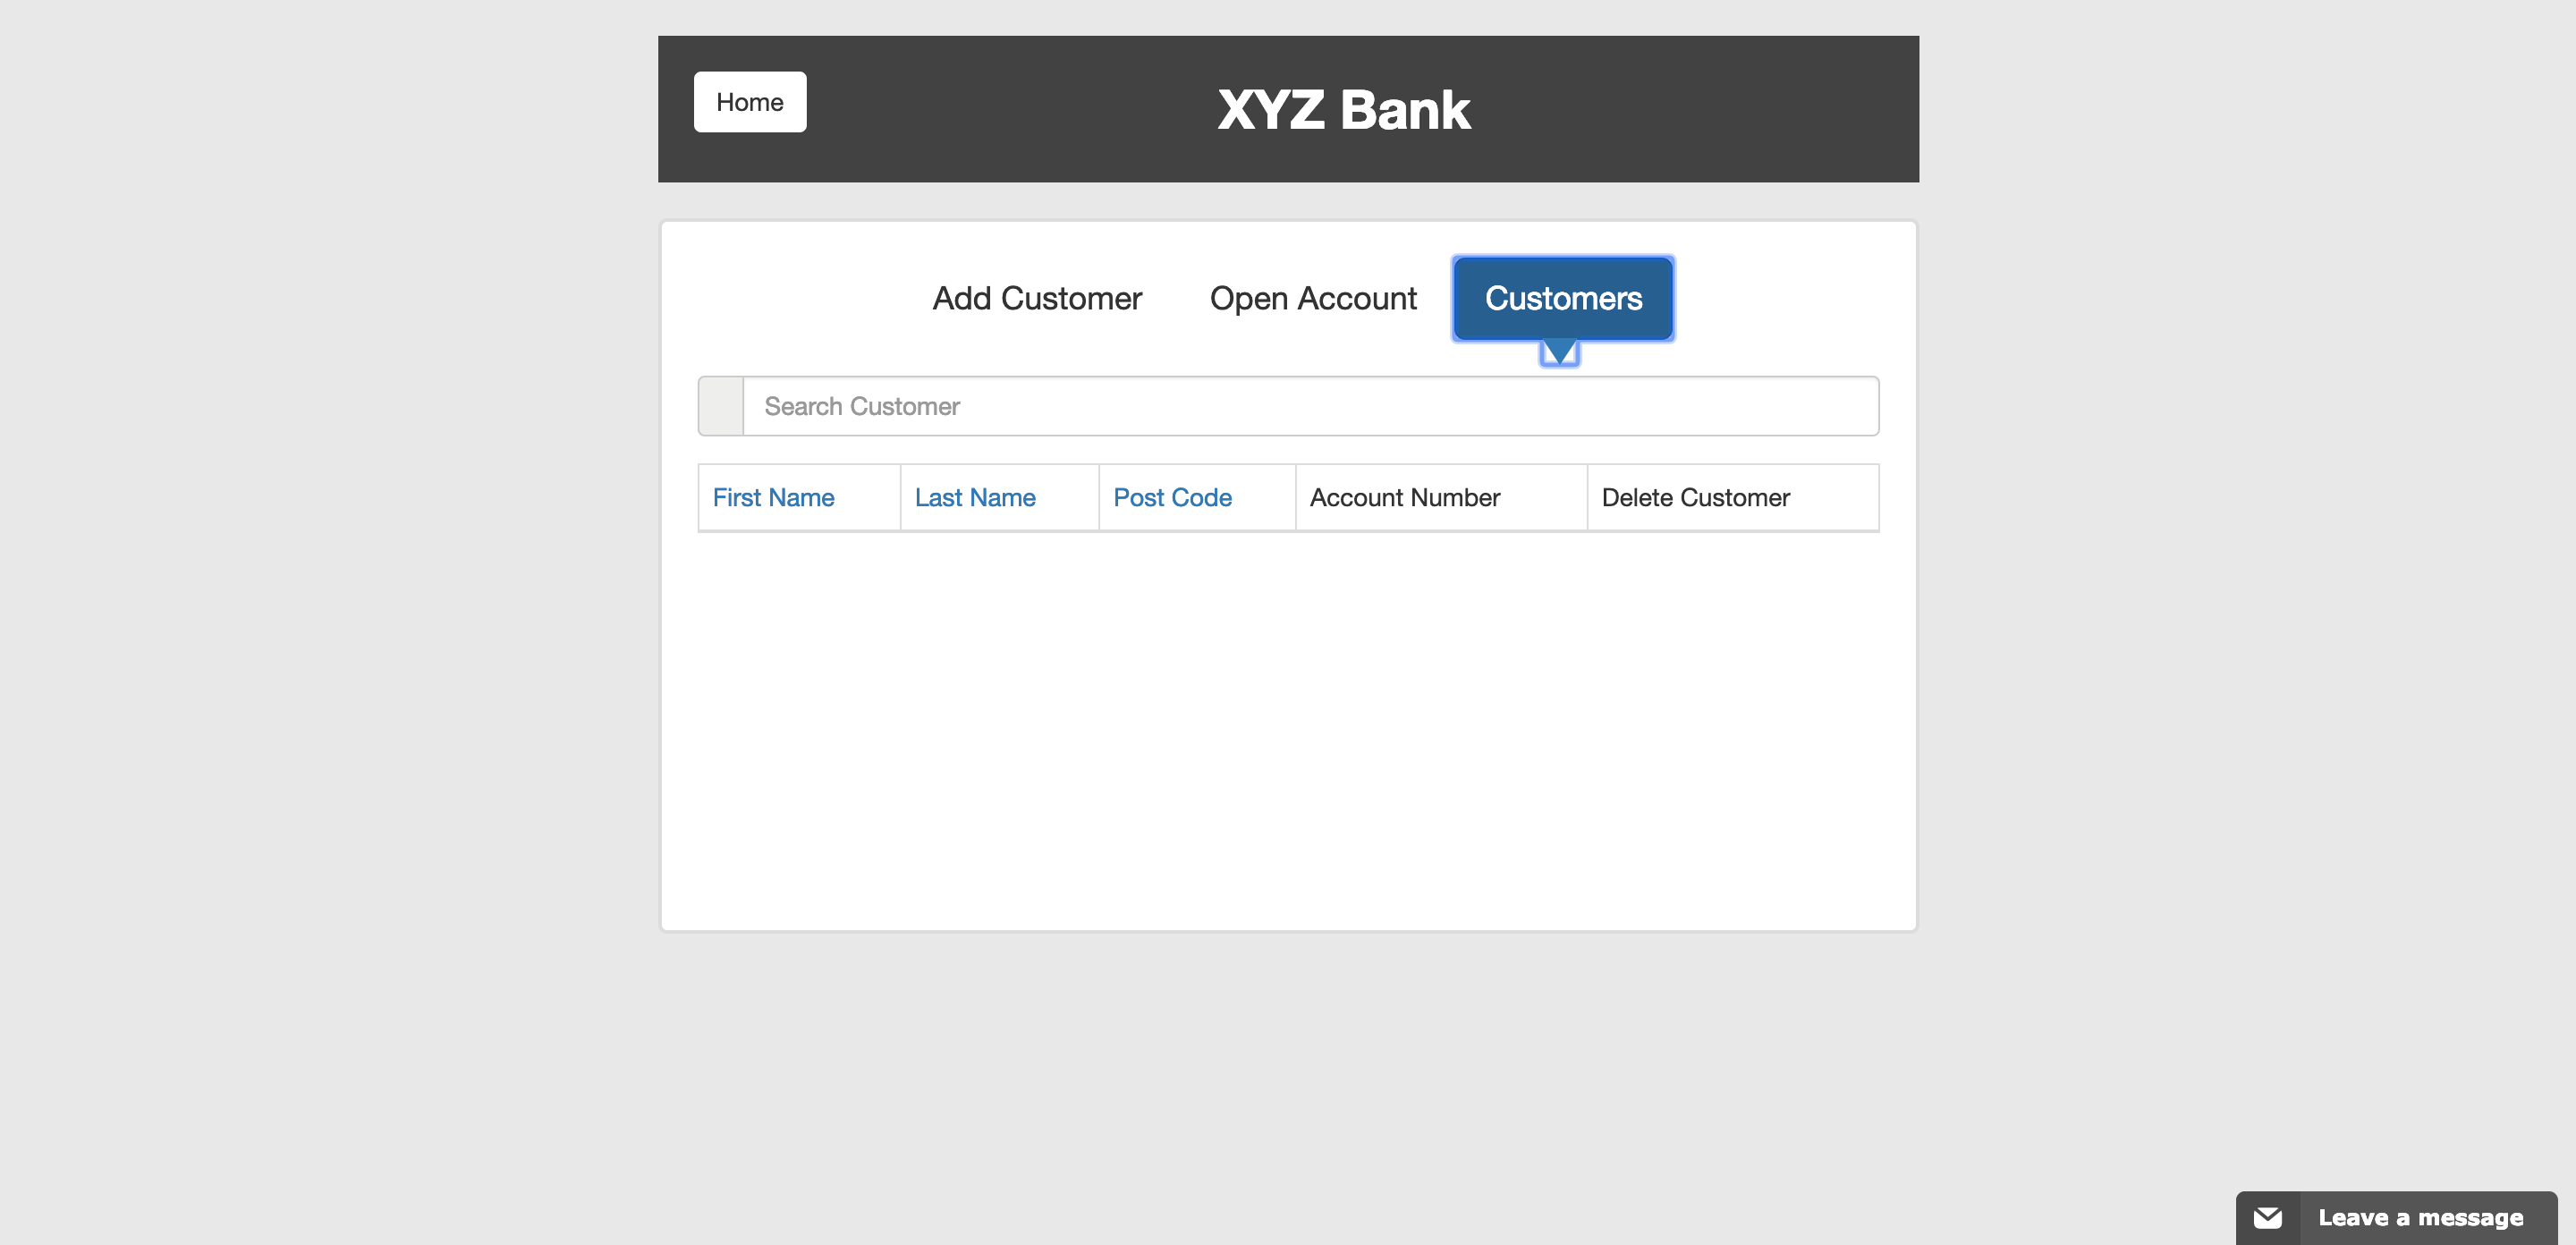 Home
XYZ Bank
Add Customer
Open Account
Customers
Search Customer
First Name
Last Name
Post Code
Account Number
Delete Customer
Leave a message